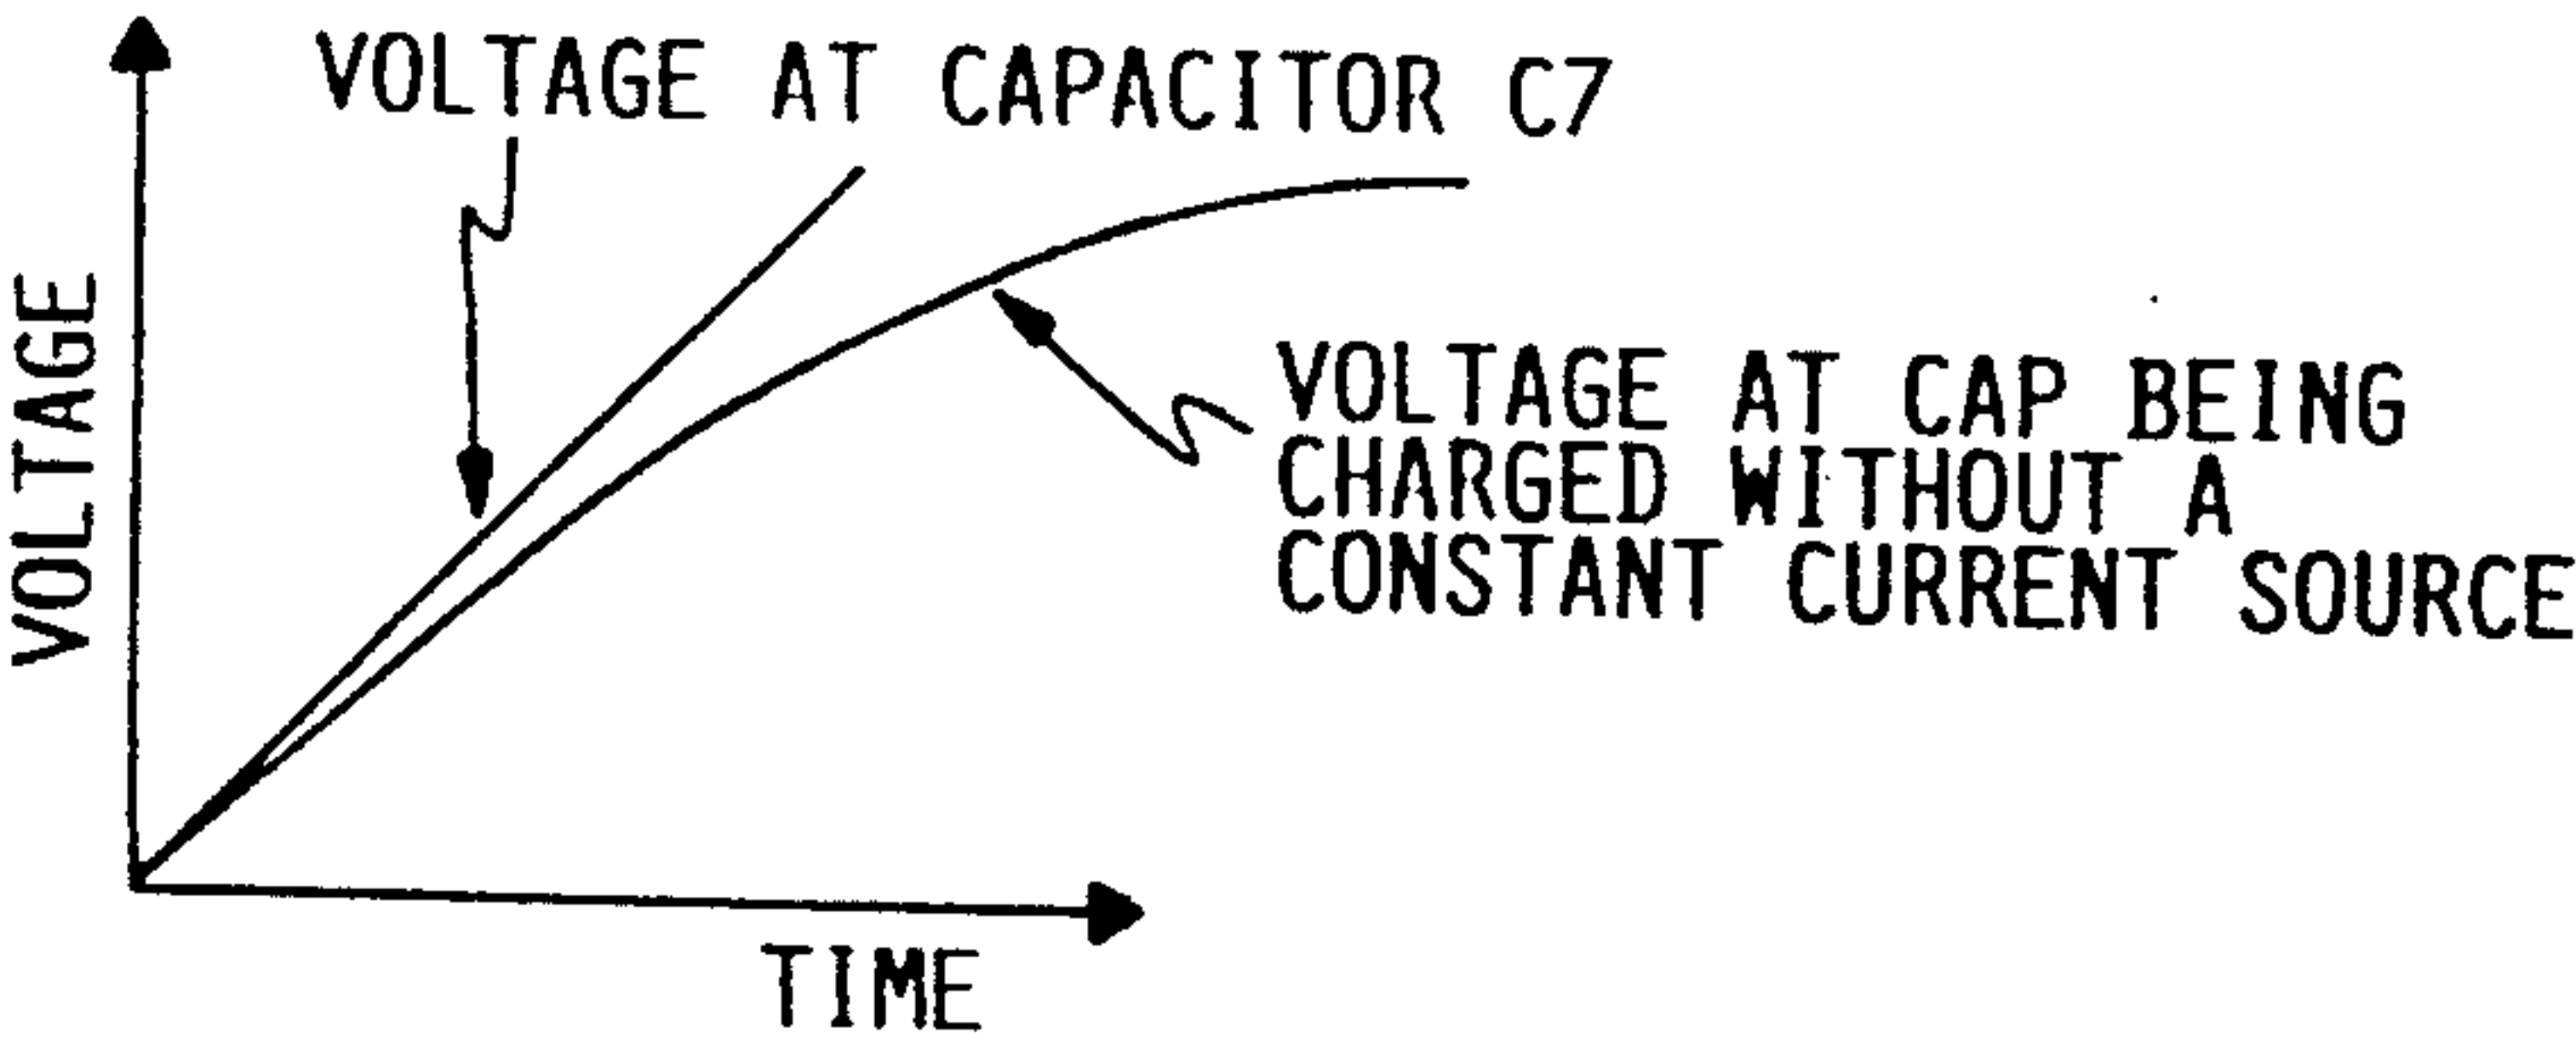 VOLTAGE AT CAPACITOR C7
VOLTAGE
VOLTAGE AT CAP BEING
CHARGED WITHOUT A
CONSTANT CURRENT SOURCE
TIME